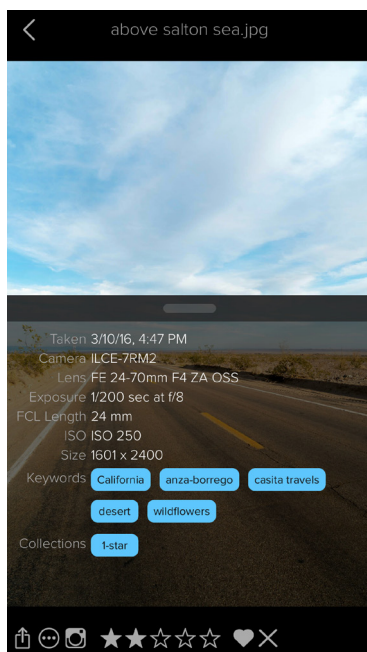 above salton sea.jpg
Taken 3/10/16, 4:47 PM
Camera ILCE-7RM2
Lens FE 24-70mm F4 ZA OSS
Exposure 1/200 sec at f/8
FCL Length 24 mm
ISO ISO 250
Size 1601 x 2400
Keywords California anza-borrego casita travels
desert wildflowers
Collections 1-star